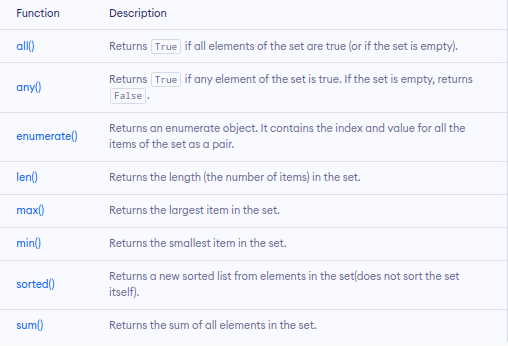 Function Description
all() Returns True if all elements of the set are true (or if the set is empty).
any() Returns True if any element of the set is true. If the set is empty, returns
False .
enumerate() Returns an enumerate object. It contains the index and value for all the
items of the set as a pair.
len() Returns the length (the number of items) in the set.
max() Returns the largest item in the set.
min() Returns the smallest item in the set.
sorted() Returns a new sorted list from elements in the set(does not sort the set
itself).
sum() Returns the sum of all elements in the set.